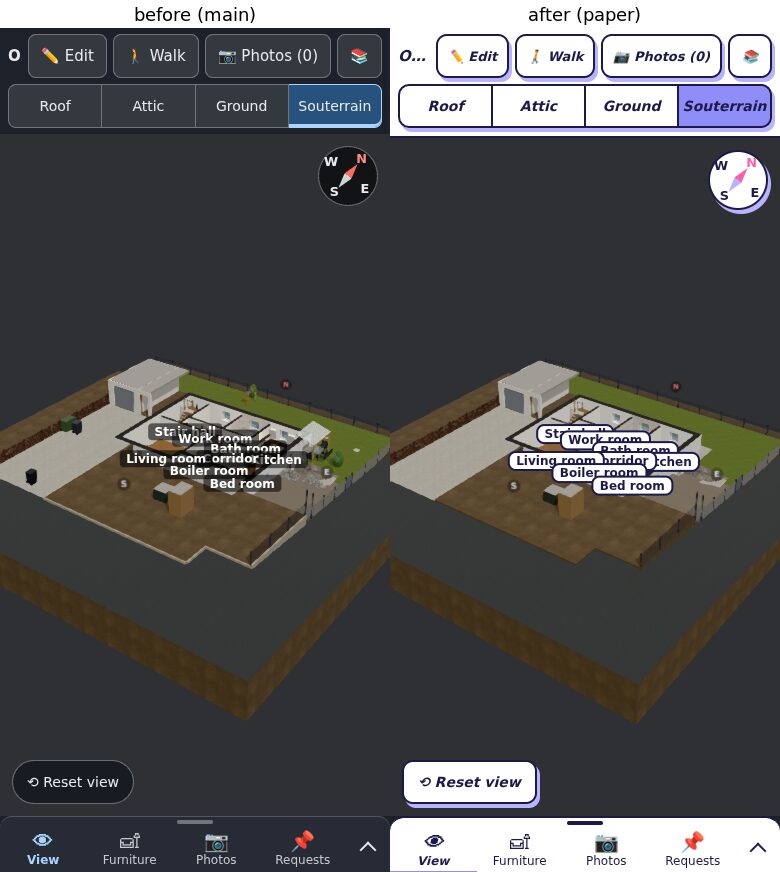 before (main)
O
✏️ Edit
🚶 Walk
📷 Photos (0)
📚
Roof
Attic
Ground
Souterrain
W
N
S
E
N
Work room
Bath room
Living room
Boiler room
Bed room
S
E
⟲ Reset view
View
Furniture
Photos
Requests
after (paper)
O...
✏️ Edit
🚶 Walk
📷 Photos (0)
📚
Roof
Attic
Ground
Souterrain
W
N
S
E
N
Work room
Living room
Boiler room
Bed room
S
E
⟲ Reset view
View
Furniture
Photos
Requests